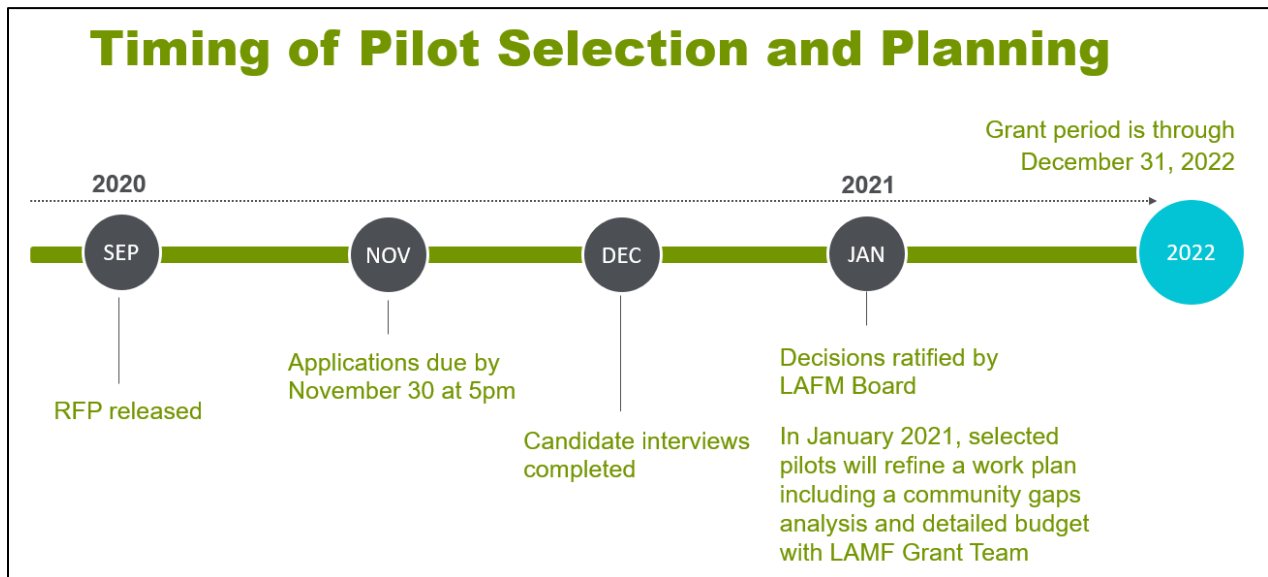 Timing of Pilot Selection and Planning
Grant period is through
December 31, 2022
2020
2021
SEP
NOV
DEC
JAN
2022
RFP released
Applications due by
November 30 at 5pm
Candidate interviews
completed
Decisions ratified by
LAFM Board
In January 2021, selected
pilots will refine a work plan
including a community gaps
analysis and detailed budget
with LAMF Grant Team